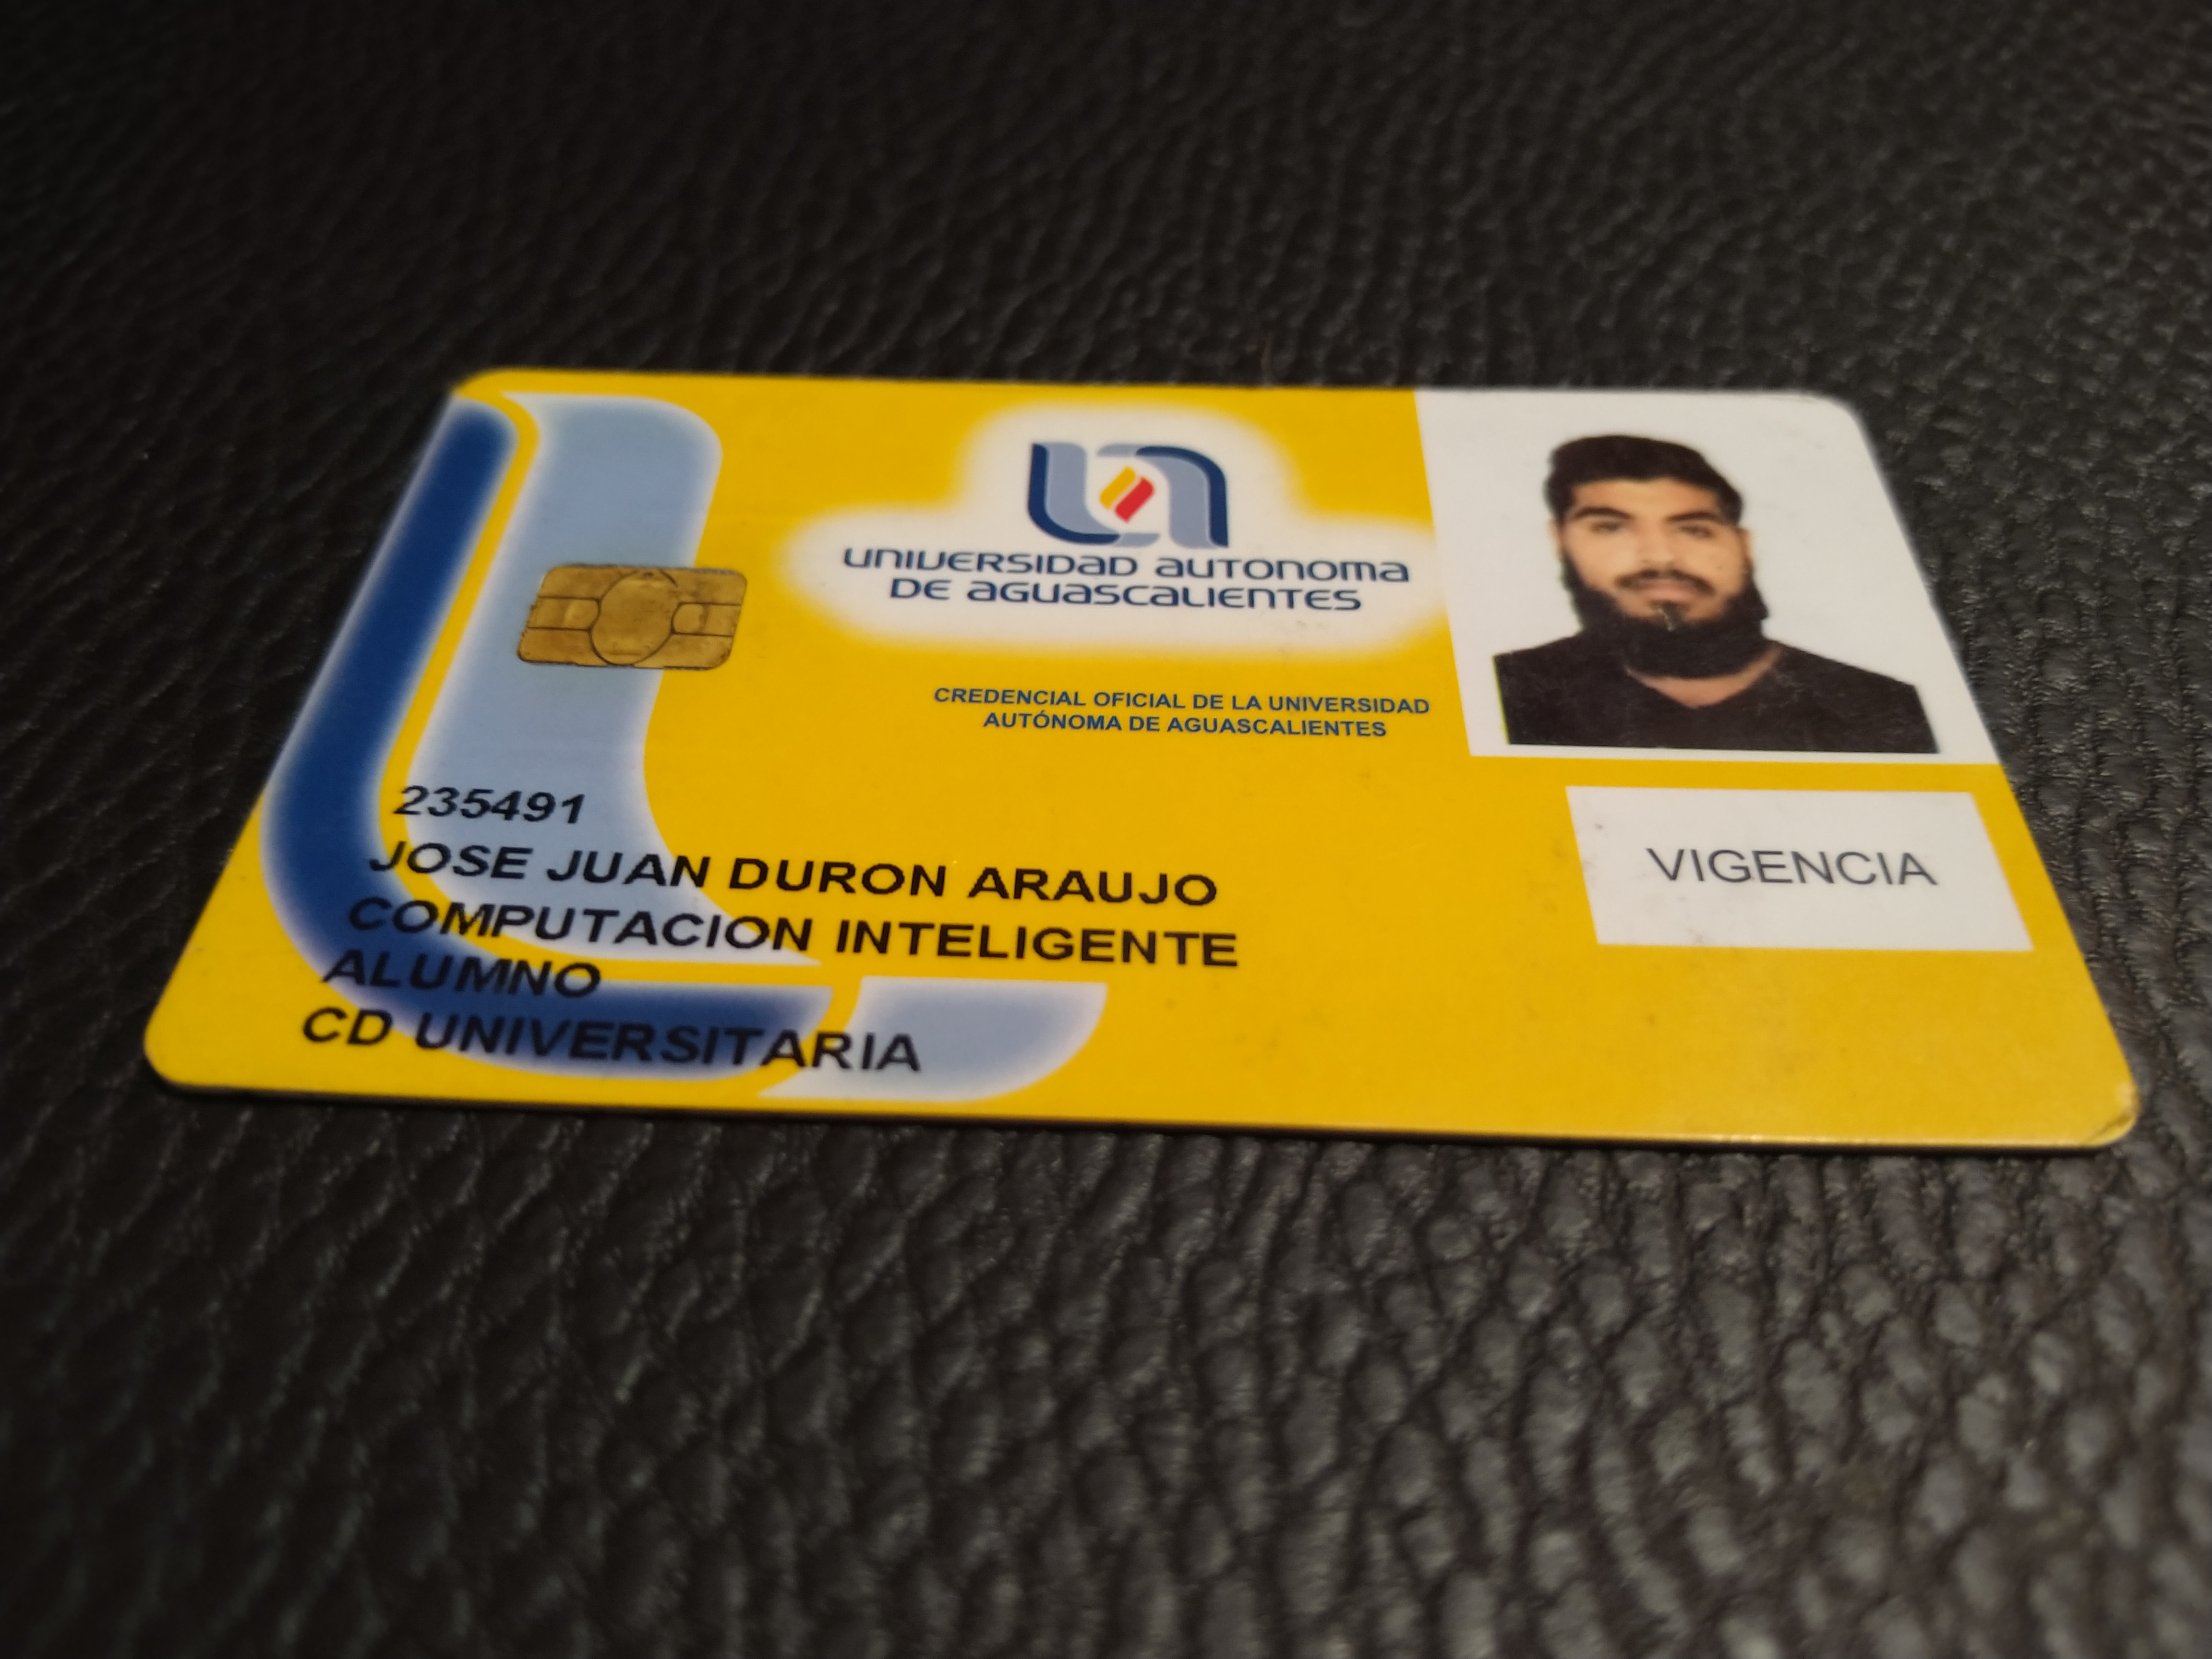 UNIVERSIDAD AUTONOMA
DE AGUASCALIENTES
CREDENCIAL OFICIAL DE LA UNIVERSIDAD
AUTÓNOMA DE AGUASCALIENTES
235491
JOSE JUAN DURON ARAUJO
COMPUTACION INTELIGENTE
ALUMNO
CD UNIVERSITARIA
VIGENCIA